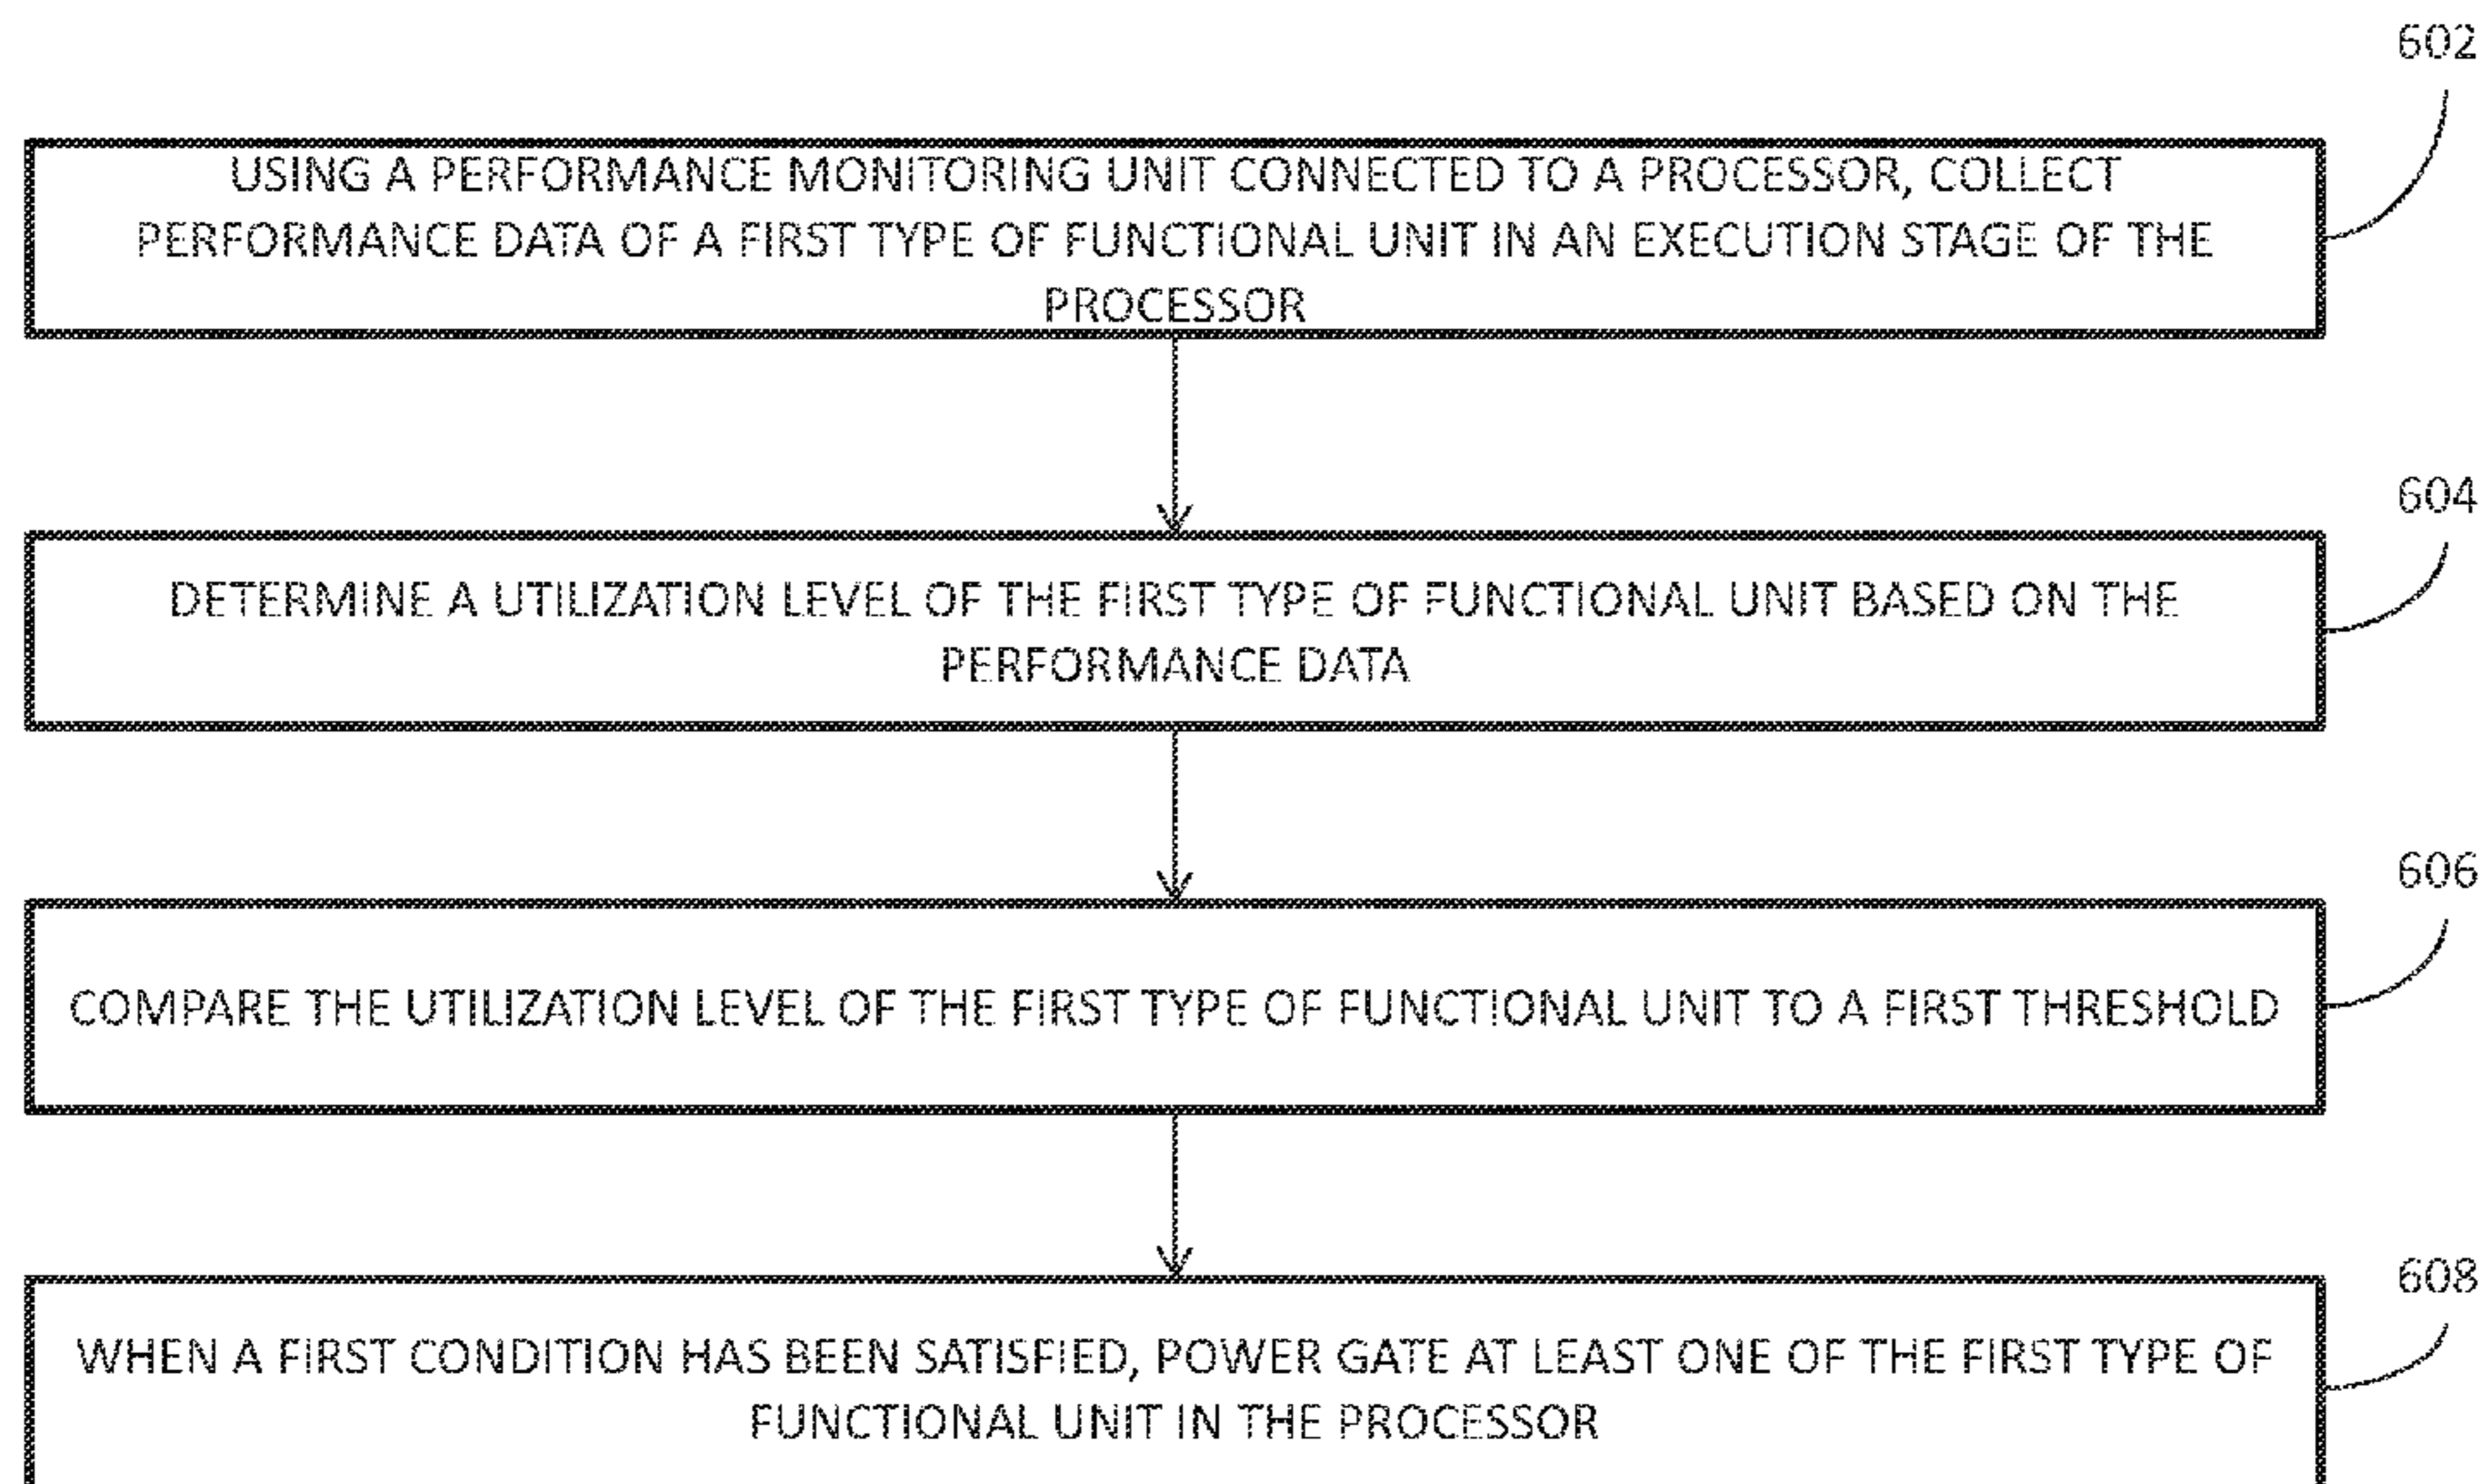 602
USING A PERFORMANCE MONITORING UNIT CONNECTED TO A PROCESSOR, COLLECT
PERFORMANCE DATA OF A FIRST TYPE OF FUNCTIONAL UNIT IN AN EXECUTION STAGE OF THE
PROCESSOR
604
DETERMINE A UTILIZATION LEVEL OF THE FIRST TYPE OF FUNCTIONAL UNIT BASED ON THE
PERFORMANCE DATA
606
COMPARE THE UTILIZATION LEVEL OF THE FIRST TYPE OF FUNCTIONAL UNIT TO A FIRST THRESHOLD
608
WHEN A FIRST CONDITION HAS BEEN SATISFIED, POWER GATE AT LEAST ONE OF THE FIRST TYPE OF
FUNCTIONAL UNIT IN THE PROCESSOR